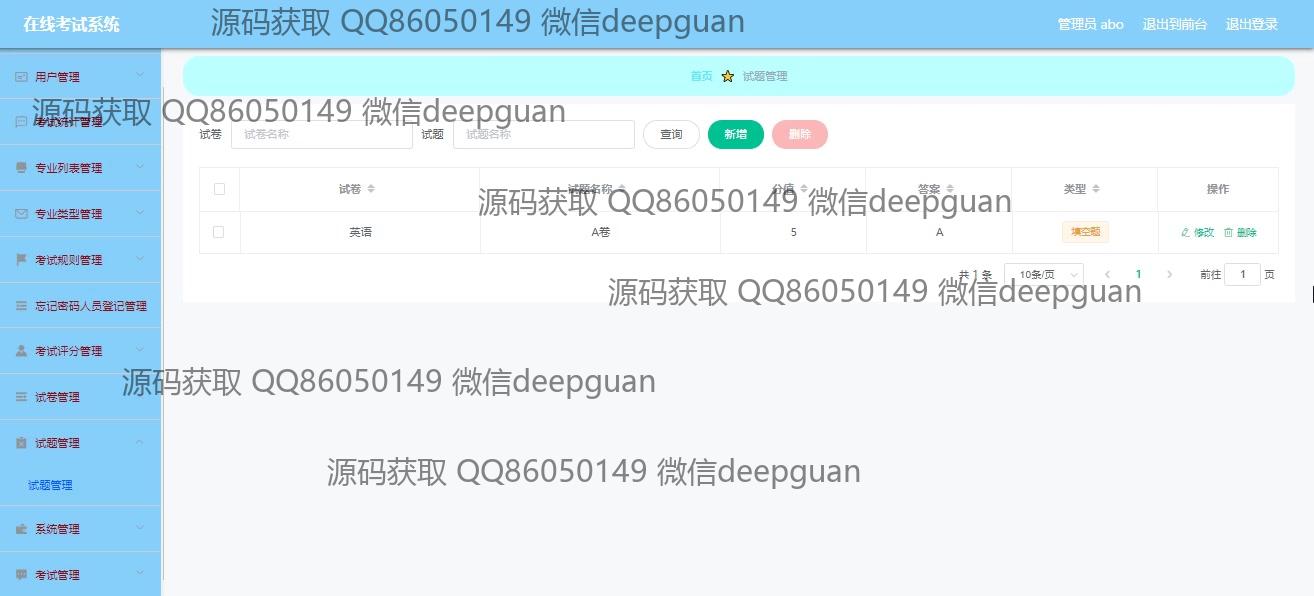 在线考试系统
源码获取 QQ86050149 微信deepguan
管理员 abo 退出到前台 退出登录
用户管理
首页 试题管理
源码获取 QQ86050149 微信deepguan
考试统计管理
试卷 试卷名称 试题 试题名称 查询 新增 删除
专业列表管理
试卷 试题名称 分值 答案 类型 操作
源码获取 QQ86050149 微信deepguan
专业类型管理
英语 A卷 5 A 填空题 修改 删除
考试规则管理
共 1 条 10条/页 1 前往 1 页
源码获取 QQ86050149 微信deepguan
忘记密码人员登记管理
考试评分管理
源码获取 QQ86050149 微信deepguan
试卷管理
试题管理
源码获取 QQ86050149 微信deepguan
试题管理
系统管理
考试管理